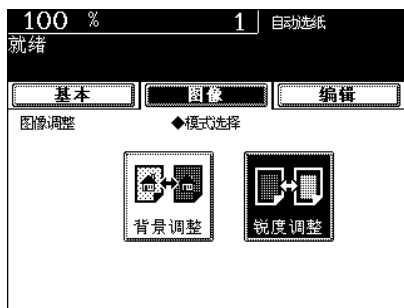 100 % 1 自动选纸
就绪
基本 图像 编辑
图像调整 ◆模式选择
背景调整 锐度调整